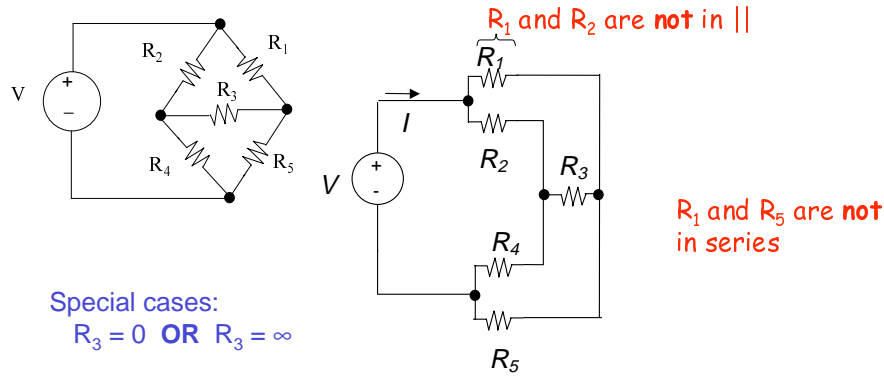 R1 and R2 are not in ||
R2
R1
V
+
–
R3
R4
R5
R1
I
R2
R3
V
+
-
R4
R5
R1 and R5 are not
in series
Special cases:
R3 = 0 OR R3 = ∞